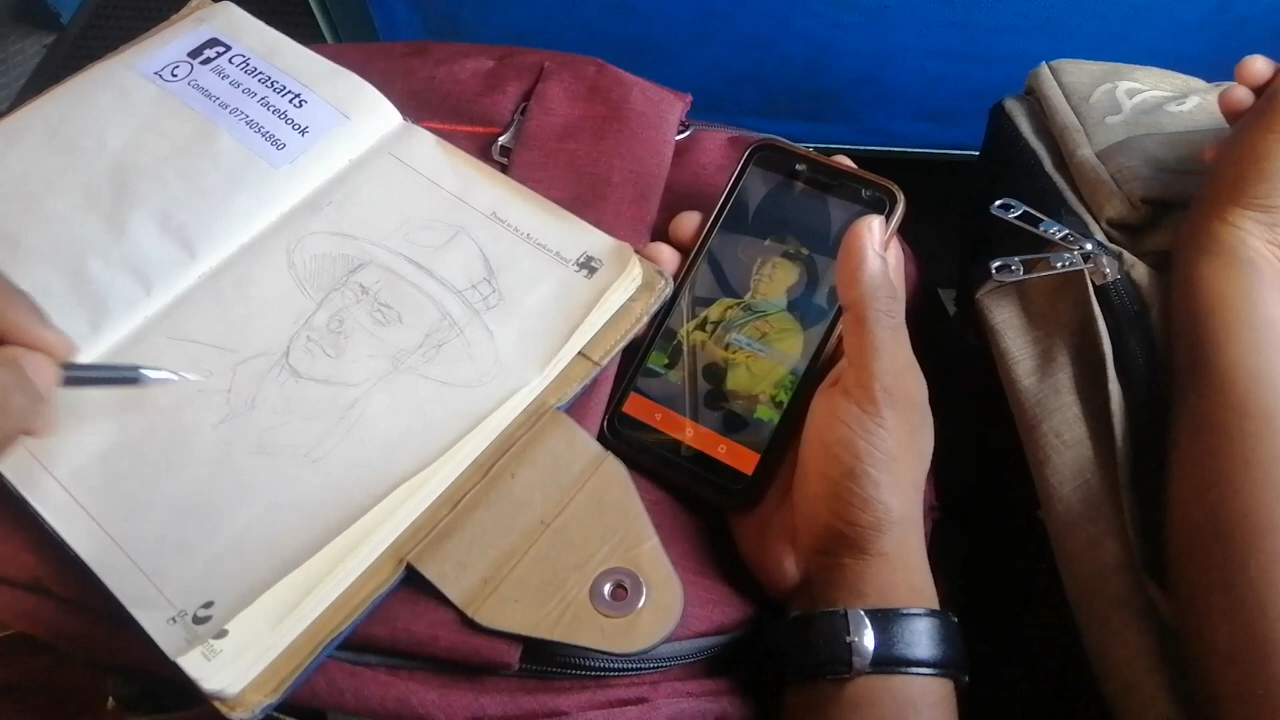 Charasarts
like us on facebook
Contact us 0774054860
Proud to be a Sri Lankan Brand